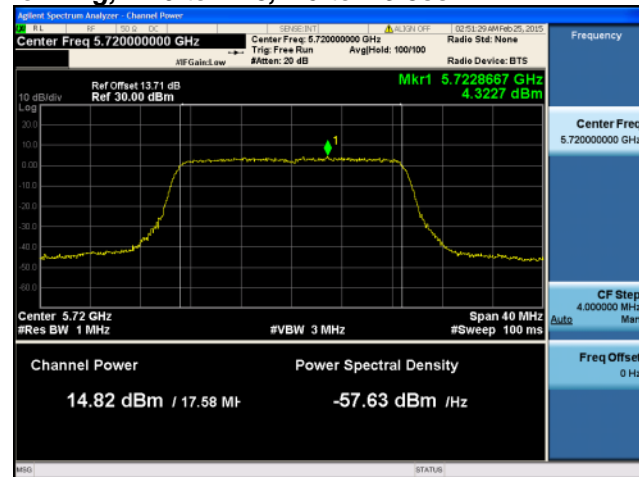 Agilent Spectrum Analyzer - Channel Power
RL RF 50 Ω DC SENSE:INT ALIGN OFF 02:51:29 AM Feb 25, 2015
Center Freq 5.720000000 GHz Center Freq: 5.720000000 GHz Radio Std: None
Trig: Free Run Avg|Hold: 100/100
#IFGain:Low #Atten: 20 dB Radio Device: BTS
Frequency
Mkr1 5.7228667 GHz
4.3227 dBm
Ref Offset 13.71 dB
10 dB/div Ref 30.00 dBm
Log
20.0
10.0
0.00
-10.0
-20.0
-30.0
-40.0
-50.0
-60.0
1
Center Freq
5.720000000 GHz
Center 5.72 GHz Span 40 MHz
#Res BW 1 MHz #VBW 3 MHz #Sweep 100 ms
CF Step
4.000000 MHz
Auto Man
Channel Power Power Spectral Density
14.82 dBm / 17.58 MH -57.63 dBm /Hz
Freq Offset
0 Hz
MSG STATUS